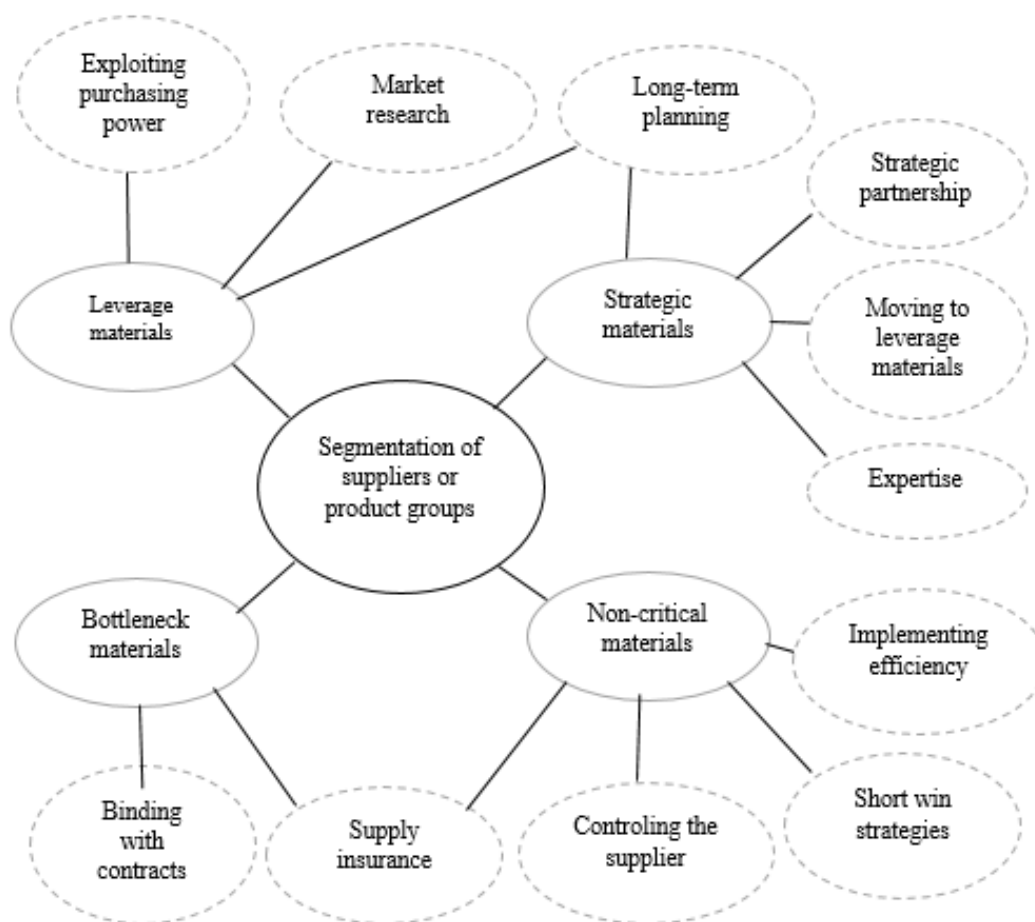 Exploiting
purchasing
power
Market
research
Long-term
planning
Strategic
partnership
Leverage
materials
Strategic
materials
Moving to
leverage
materials
Segmentation of
suppliers or
product groups
Expertise
Bottleneck
materials
Non-critical
materials
Implementing
efficiency
Binding
with
contracts
Supply
insurance
Controling the
supplier
Short win
strategies